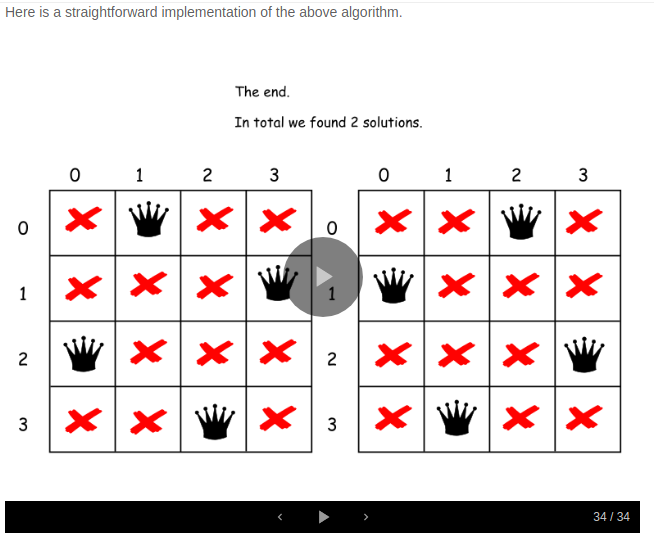 Here is a straightforward implementation of the above algorithm.
The end.
In total we found 2 solutions.
0 1 2 3 0 1 2 3
0 0
1 1
2 2
3 3
34 / 34